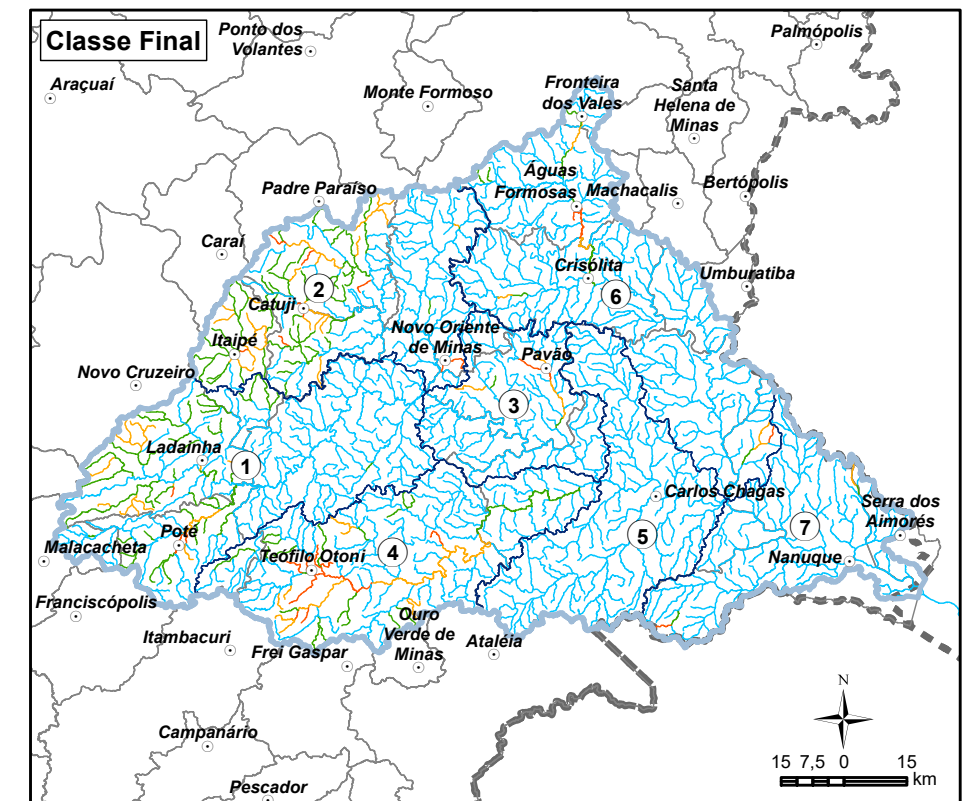 Classe Final
Ponto dos
Volantes
Palmópolis
Araçuaí
Monte Formoso
Fronteira
dos Vales
Santa
Helena de
Minas
Águas
Formosas
Machacalis
Bertópolis
Padre Paraíso
Caraí
Crisólita
Umburatiba
2
6
Catuji
Itaipé
Novo Oriente
de Minas
Pavão
Novo Cruzeiro
3
Ladainha
1
Carlos Chagas
Serra dos
Aimorés
Poté
Malacacheta
4
5
7
Teófilo Otoni
Nanuque
Franciscópolis
Ouro
Verde de
Minas
Itambacuri
Frei Gaspar
Ataléia
N
Campanário
15 7,5 0 15
km
Pescador